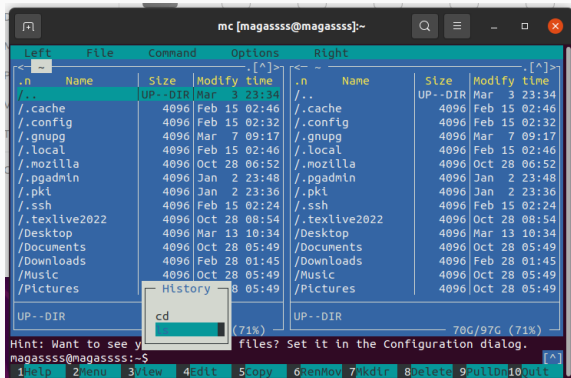 mc [magassss@magassss]:~
Left File Command Options Right
~ .[^]> ~ .[^]>
.n Name Size Modify time .n Name Size Modify time
/.. UP--DIR Mar 3 23:34 /.. UP--DIR Mar 3 23:34
/.cache 4096 Feb 15 02:46 /.cache 4096 Feb 15 02:46
/.config 4096 Feb 15 02:32 /.config 4096 Feb 15 02:32
/.gnupg 4096 Mar 7 09:17 /.gnupg 4096 Mar 7 09:17
/.local 4096 Feb 15 02:46 /.local 4096 Feb 15 02:46
/.mozilla 4096 Oct 28 06:52 /.mozilla 4096 Oct 28 06:52
/.pgadmin 4096 Jan 2 23:48 /.pgadmin 4096 Jan 2 23:48
/.pki 4096 Jan 2 23:36 /.pki 4096 Jan 2 23:36
/.ssh 4096 Feb 15 02:24 /.ssh 4096 Feb 15 02:24
/.texlive2022 4096 Oct 28 08:54 /.texlive2022 4096 Oct 28 08:54
/Desktop 4096 Mar 13 10:34 /Desktop 4096 Mar 13 10:34
/Documents 4096 Oct 28 05:49 /Documents 4096 Oct 28 05:49
/Downloads 4096 Feb 28 01:45 /Downloads 4096 Feb 28 01:45
/Music 4096 Oct 28 05:49 /Music 4096 Oct 28 05:49
/Pictures History 8 05:49 /Pictures 4096 Oct 28 05:49
UP--DIR cd UP--DIR
ls (71%) 70G/97G (71%)
Hint: Want to see y files? Set it in the Configuration dialog.
magassss@magassss:~$ [^]
1Help 2Menu 3View 4Edit 5Copy 6RenMov 7Mkdir 8Delete 9PullDn 10Quit